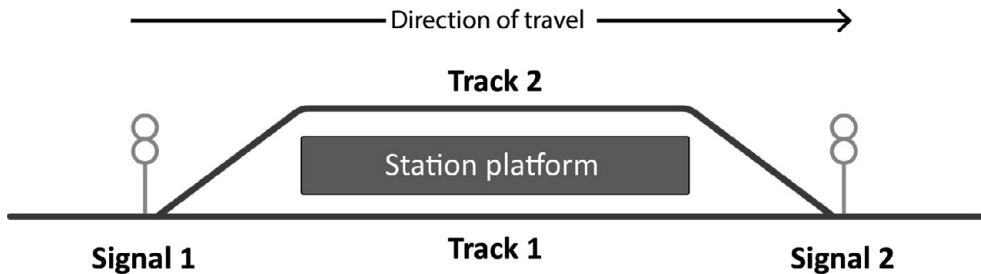 Direction of travel
Track 2
Station platform
Signal 1
Track 1
Signal 2